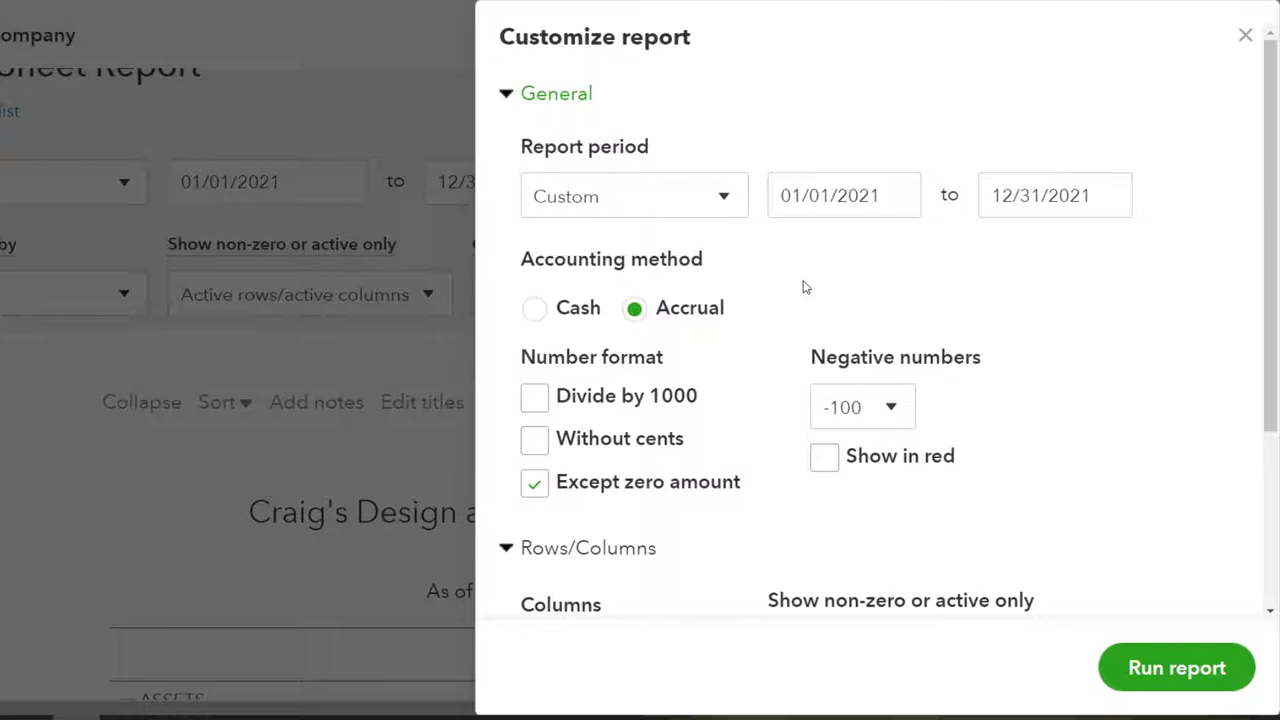 ompany
Sheet Report
list
01/01/2021 to 12/3
by
Show non-zero or active only
Active rows/active columns
Collapse Sort Add notes Edit titles
Craig's Design a
As of
ASSETS
Customize report
General
Report period
Custom 01/01/2021 to 12/31/2021
Accounting method
Cash Accrual
Number format Negative numbers
Divide by 1000
-100
Without cents
Show in red
Except zero amount
Rows/Columns
Columns Show non-zero or active only
Run report